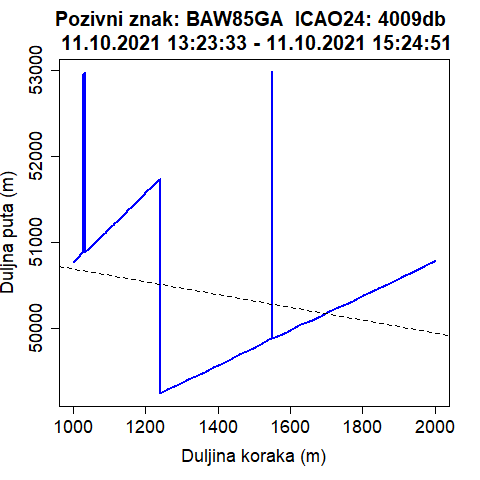 Pozivni znak: BAW85GA  ICAO24: 4009db
11.10.2021 13:23:33 - 11.10.2021 15:24:51
Duljna puta (m)
53000
52000
51000
50000
1000 1200 1400 1600 1800 2000
Duljina koraka (m)